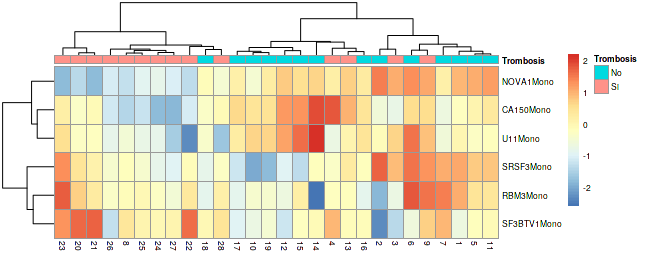 Trombosis
NOVA1Mono
CA150Mono
U11Mono
SRSF3Mono
RBM3Mono
SF3BTV1Mono
23 20 21 26 8 25 24 27 22 18 28 17 10 19 12 15 14 4 13 16 2 3 6 9 7 1 5 11
2
1
0
-1
-2
Trombosis
No
SI